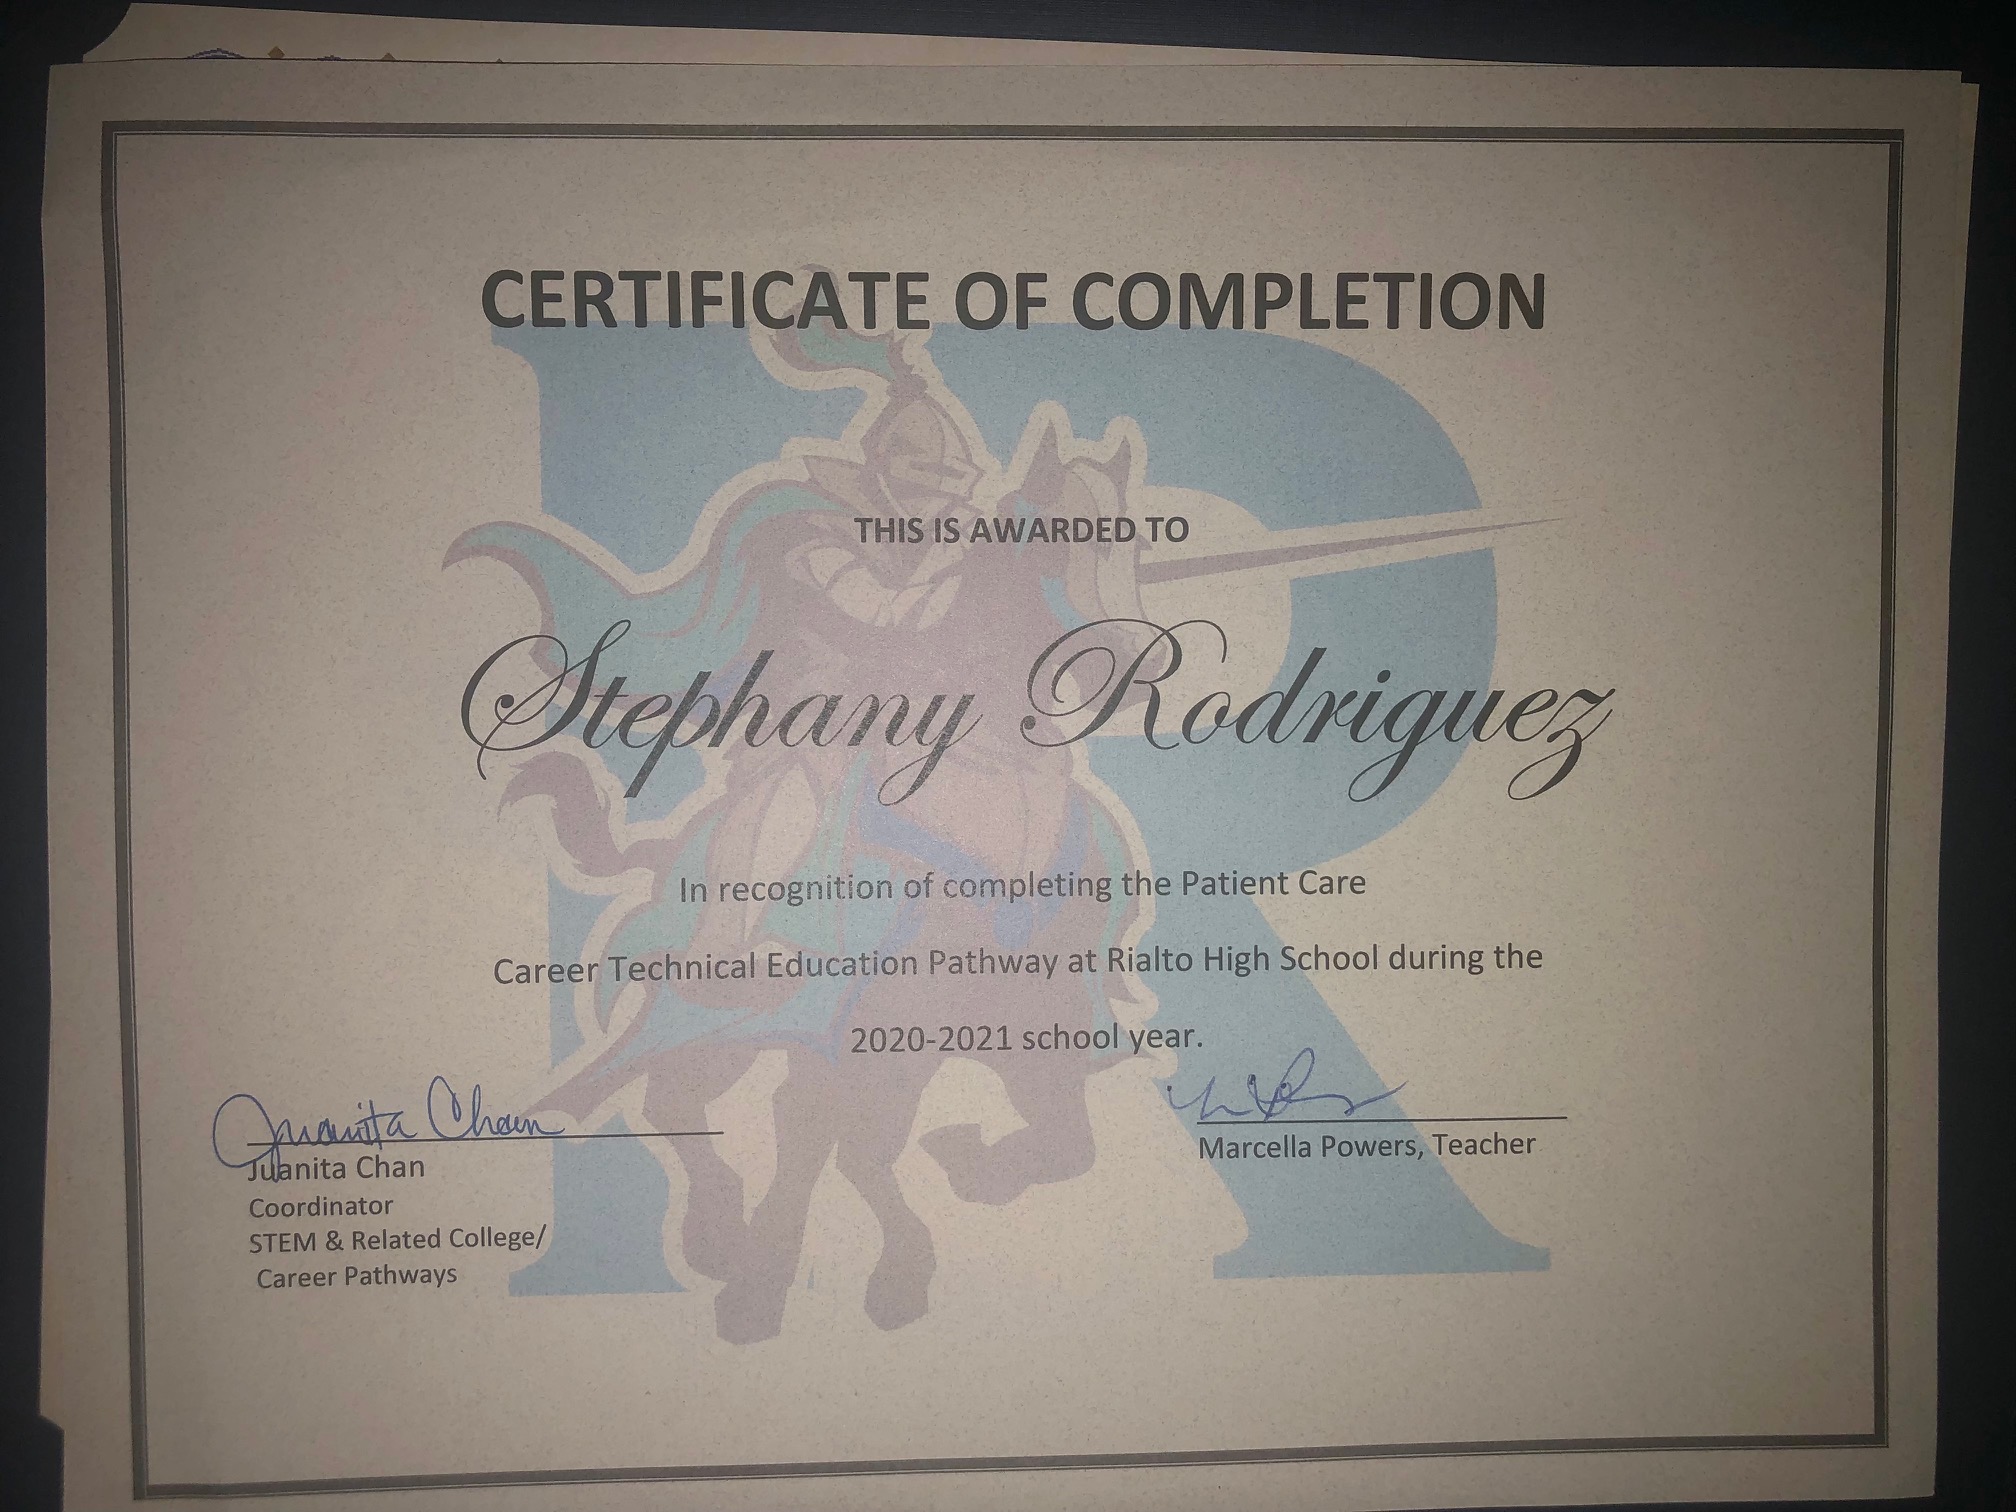 CERTIFICATE OF COMPLETION
THIS IS AWARDED TO
Stephany Rodriguez
In recognition of completing the Patient Care
Career Technical Education Pathway at Rialto High School during the
2020-2021 school year.
Juanita Chan
Juanita Chan
Coordinator
STEM & Related College/
Career Pathways
Marcella Powers, Teacher